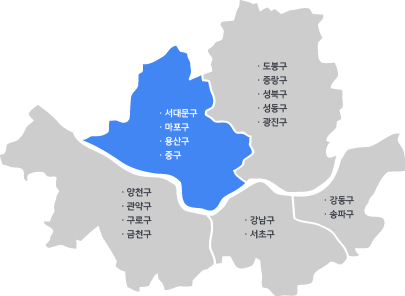 · 도봉구
· 중랑구
· 성북구
· 성동구
· 광진구
· 서대문구
· 마포구
· 용산구
· 중구
· 양천구
· 관악구
· 구로구
· 금천구
· 강남구
· 서초구
· 강동구
· 송파구